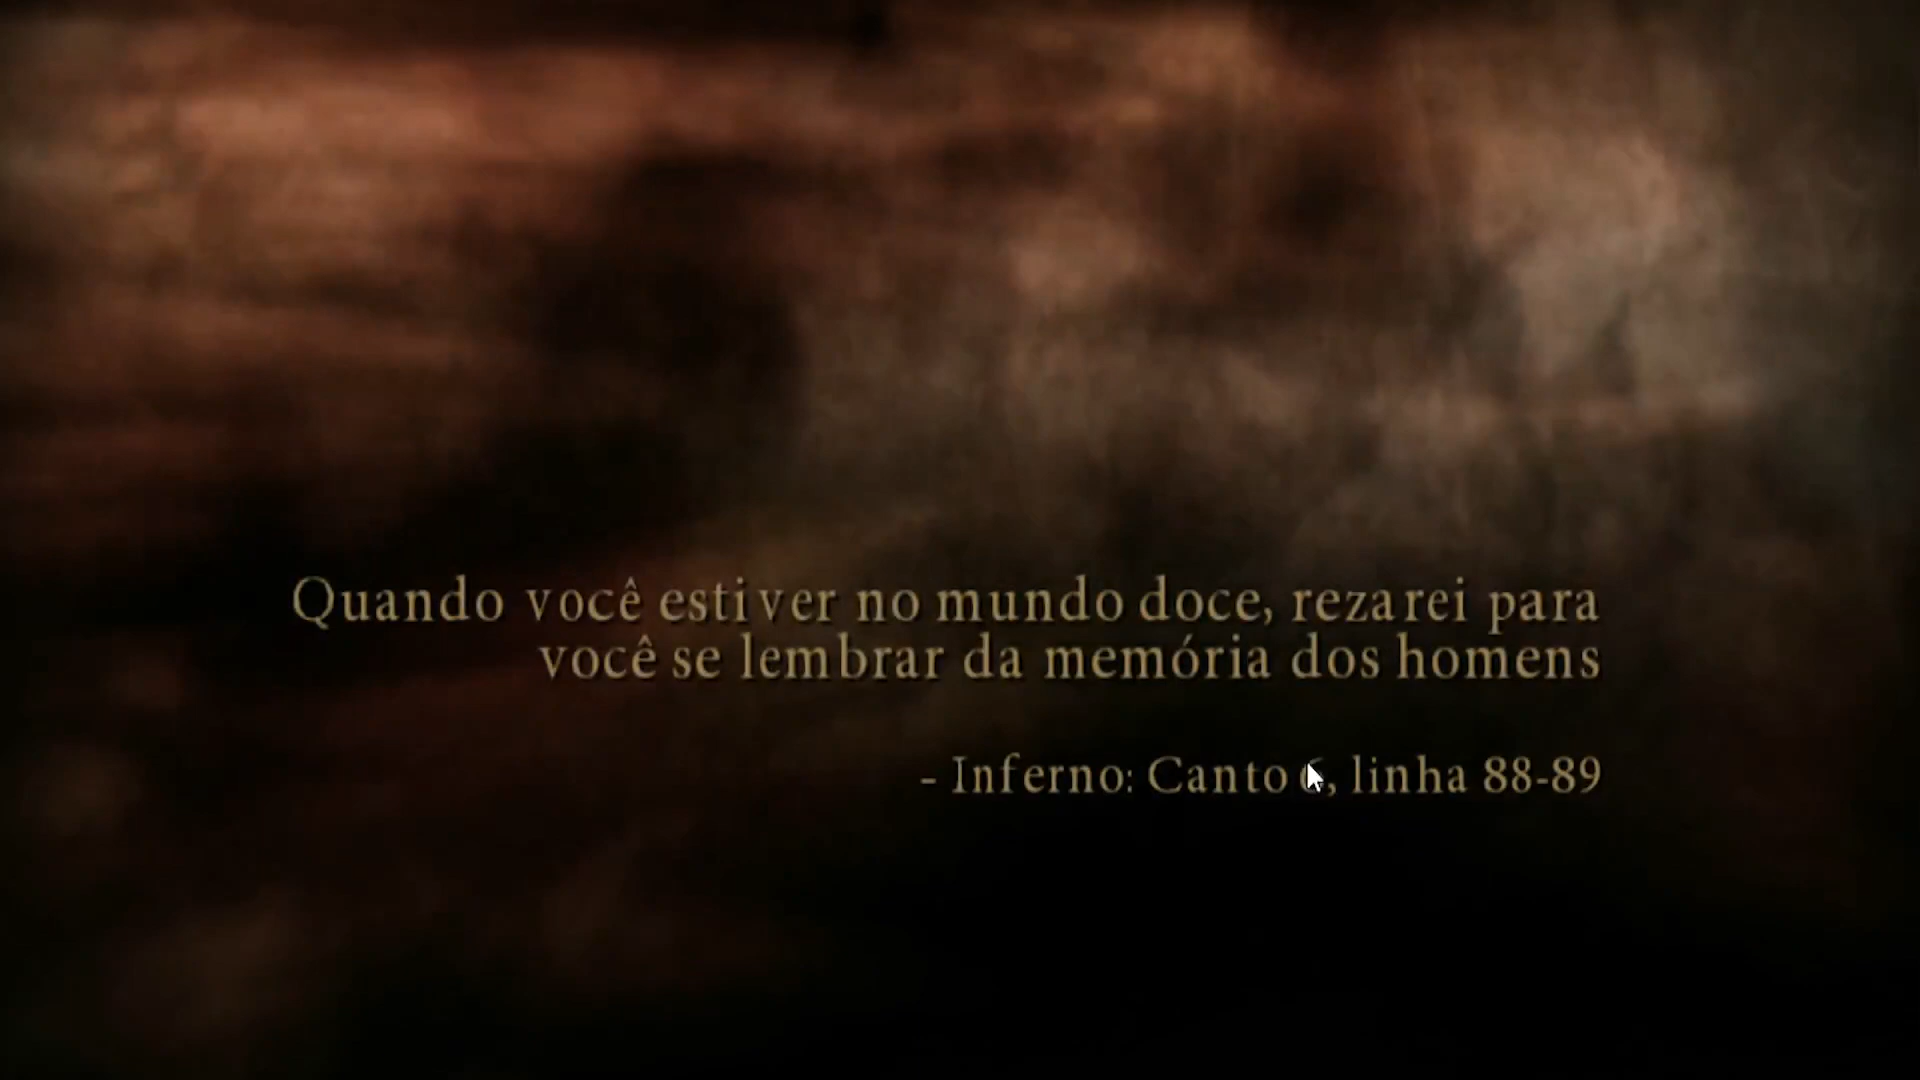 Quando você estiver no mundo doce, rezarei para
você se lembrar da memória dos homens
- Inferno: Canto 6, linha 88-89